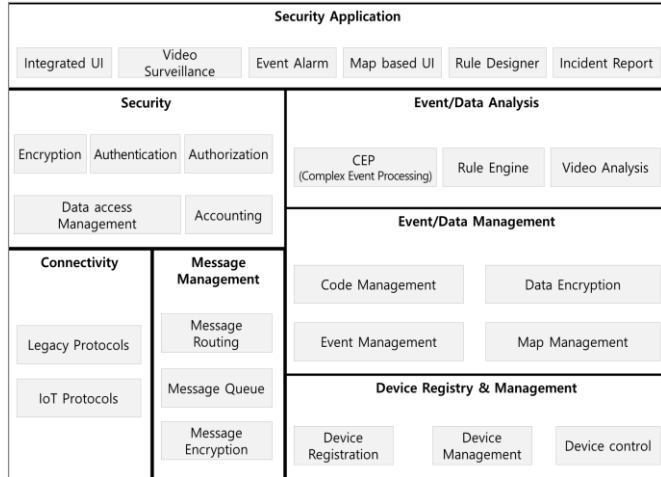 Security Application
Integrated UI
Video
Surveillance
Event Alarm
Map based UI
Rule Designer
Incident Report
Security
Encryption
Authentication
Authorization
Data access
Management
Accounting
Event/Data Analysis
CEP
(Complex Event Processing)
Rule Engine
Video Analysis
Event/Data Management
Code Management
Data Encryption
Event Management
Map Management
Connectivity
Legacy Protocols
IoT Protocols
Message
Management
Message
Routing
Message Queue
Message
Encryption
Device Registry & Management
Device
Registration
Device
Management
Device control